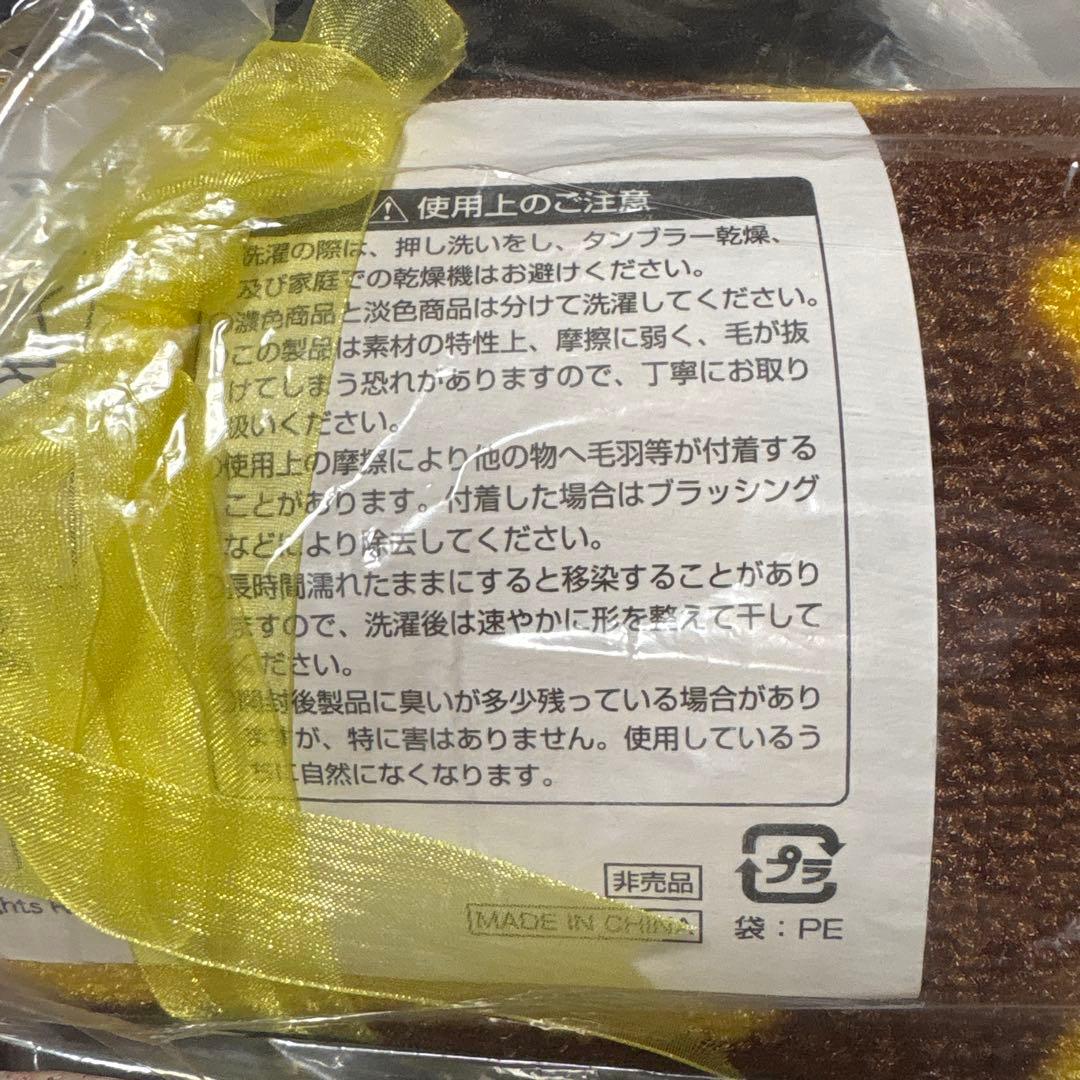 ⚠使用上のご注意
洗濯の際は、押し洗いをし、タンブラー乾燥、
及び家庭での乾燥機はお避けください。
●濃色商品と淡色商品は分けて洗濯してください。
●この製品は素材の特性上、摩擦に弱く、毛が抜
けてしまう恐れがありますので、丁寧にお取り
扱いください。
●使用上の摩擦により他の物へ毛羽等が付着する
ことがあります。付着した場合はブラッシング
などにより除去してください。
●長時間濡れたままにすると移染することがあり
ますので、洗濯後は速やかに形を整えて干して
ください。
●開封後製品に臭いが多少残っている場合があり
ますが、特に害はありません。使用しているう
ちに自然になくなります。
プラ
非売品
MADE IN CHINA
袋：PE